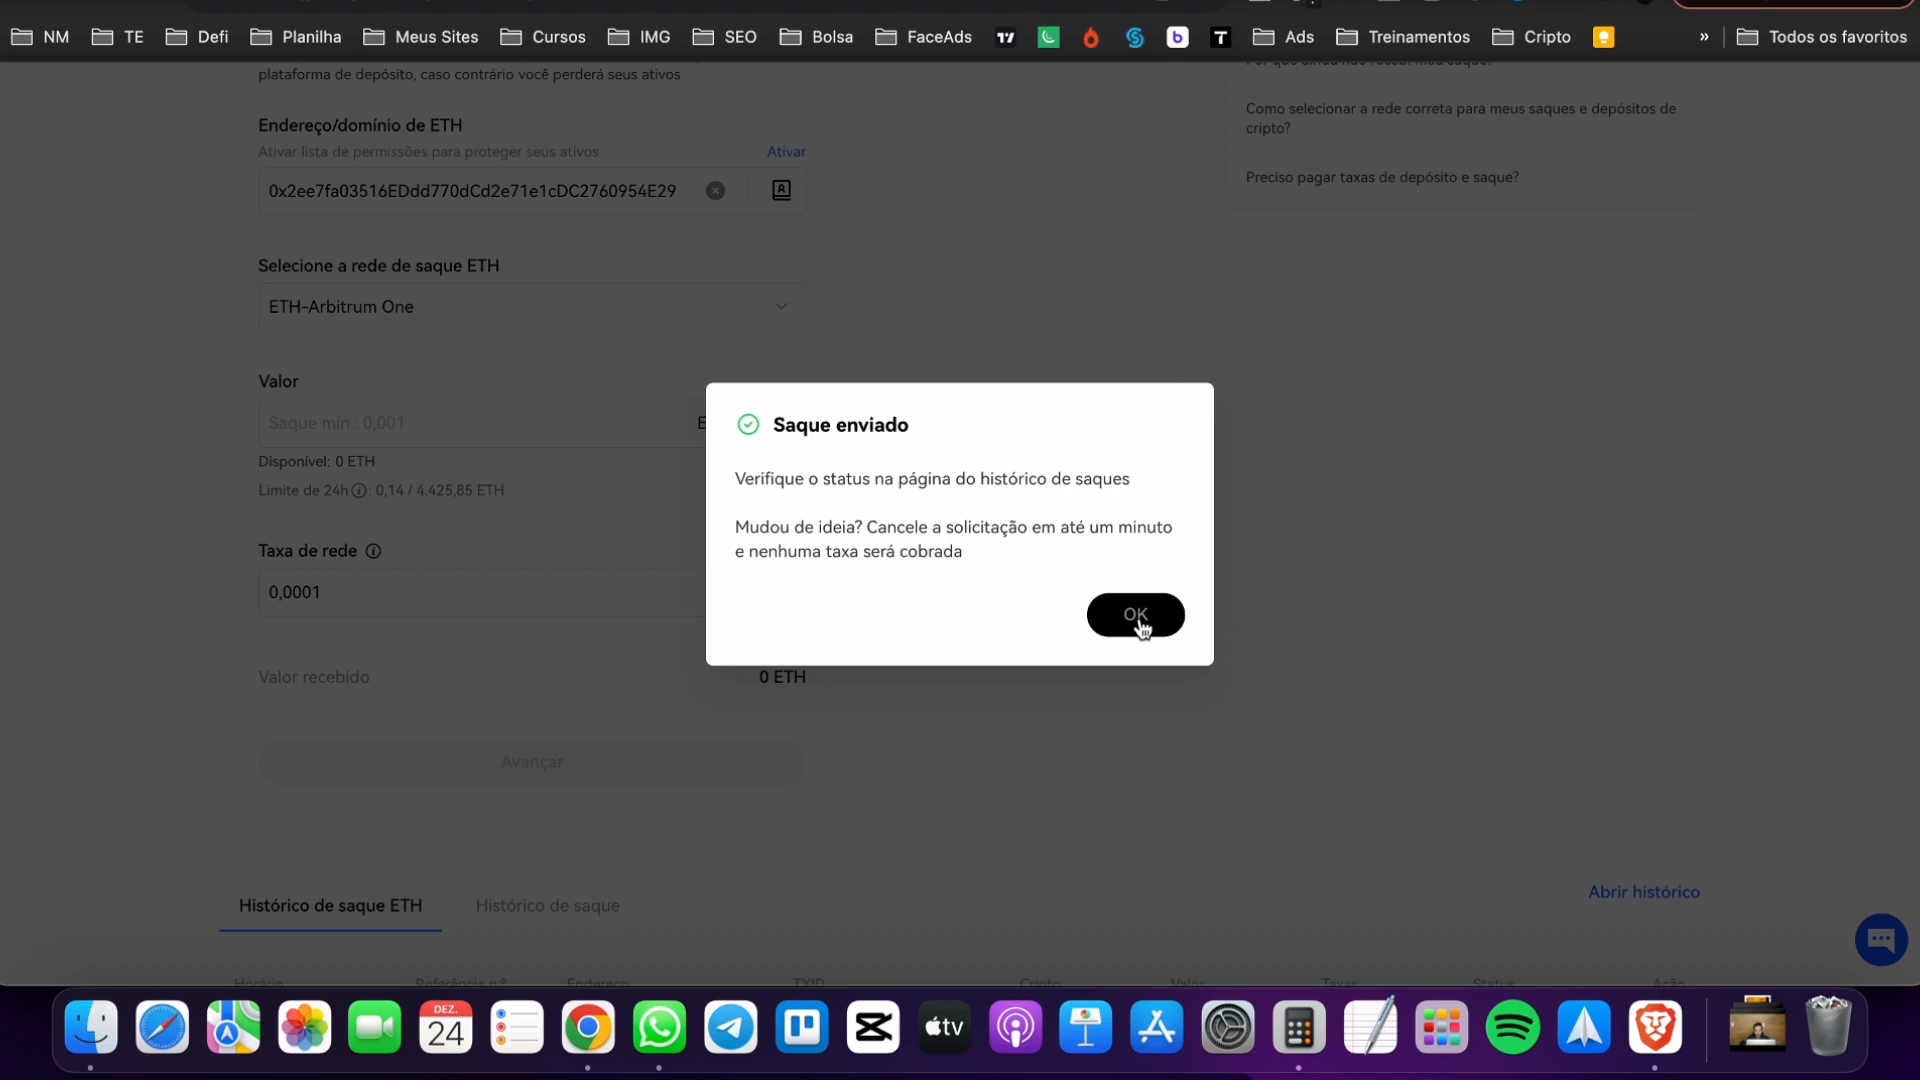 NM
TE
Defi
Planilha
Meus Sites
Cursos
IMG
SEO
Bolsa
FaceAds
Ads
Treinamentos
Cripto
»
Todos os favoritos
plataforma de depósito, caso contrário você perderá seus ativos
Endereço/domínio de ETH
Ativar lista de permissões para proteger seus ativos
Ativar
0x2ee7fa03516EDdd770dCd2e71e1cDC2760954E29
Selecione a rede de saque ETH
ETH-Arbitrum One
Valor
Saque mín.: 0,001
Disponível: 0 ETH
Limite de 24h: 0,14 / 4.425,85 ETH
Taxa de rede
0,0001
Valor recebido
0 ETH
Avançar
Como selecionar a rede correta para meus saques e depósitos de
cripto?
Preciso pagar taxas de depósito e saque?
Saque enviado
Verifique o status na página do histórico de saques
Mudou de ideia? Cancele a solicitação em até um minuto
e nenhuma taxa será cobrada
OK
Histórico de saque ETH
Histórico de saque
Abrir histórico
DEZ.
24
tv